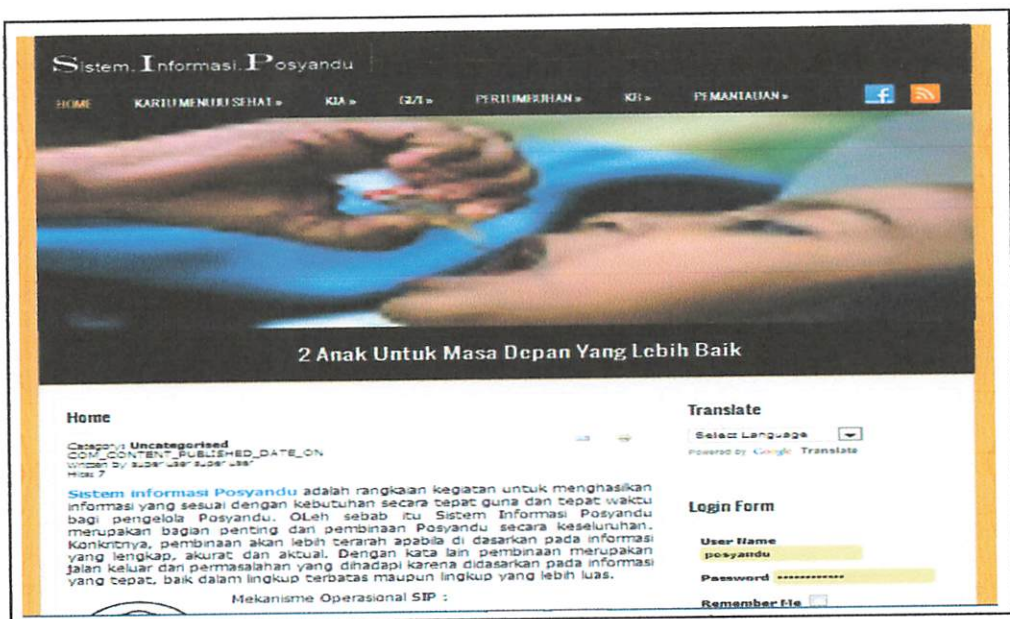 Sistem.Informasi.Posyandu
HOME KARTU MENUJU SEHAT » KIA » GIZI » PERTUMBUHAN » KB » PEMANTAUAN »
2 Anak Untuk Masa Depan Yang Lebih Baik
Home
Category: Uncategorised
COM_CONTENT_PUBLISHED_DATE_ON
Written by super user super user
Hits: 7
Sistem informasi Posyandu adalah rangkaian kegiatan untuk menghasilkan
informasi yang sesuai dengan kebutuhan secara tepat guna dan tepat waktu
bagi pengelola Posyandu. OLeh sebab itu Sistem Informasi Posyandu
merupakan bagian penting dari pembinaan Posyandu secara keseluruhan.
Konkritnya, pembinaan akan lebih terarah apabila di dasarkan pada informasi
yang lengkap, akurat dan aktual. Dengan kata lain pembinaan merupakan
jalan keluar dari permasalahan yang dihadapi karena didasarkan pada informasi
yang tepat, baik dalam lingkup terbatas maupun lingkup yang lebih luas.
Mekanisme Operasional SIP :
Translate
Select Language
Powered by Google Translate
Login Form
User Name
posyandu
Password ••••••••••••
Remember Me